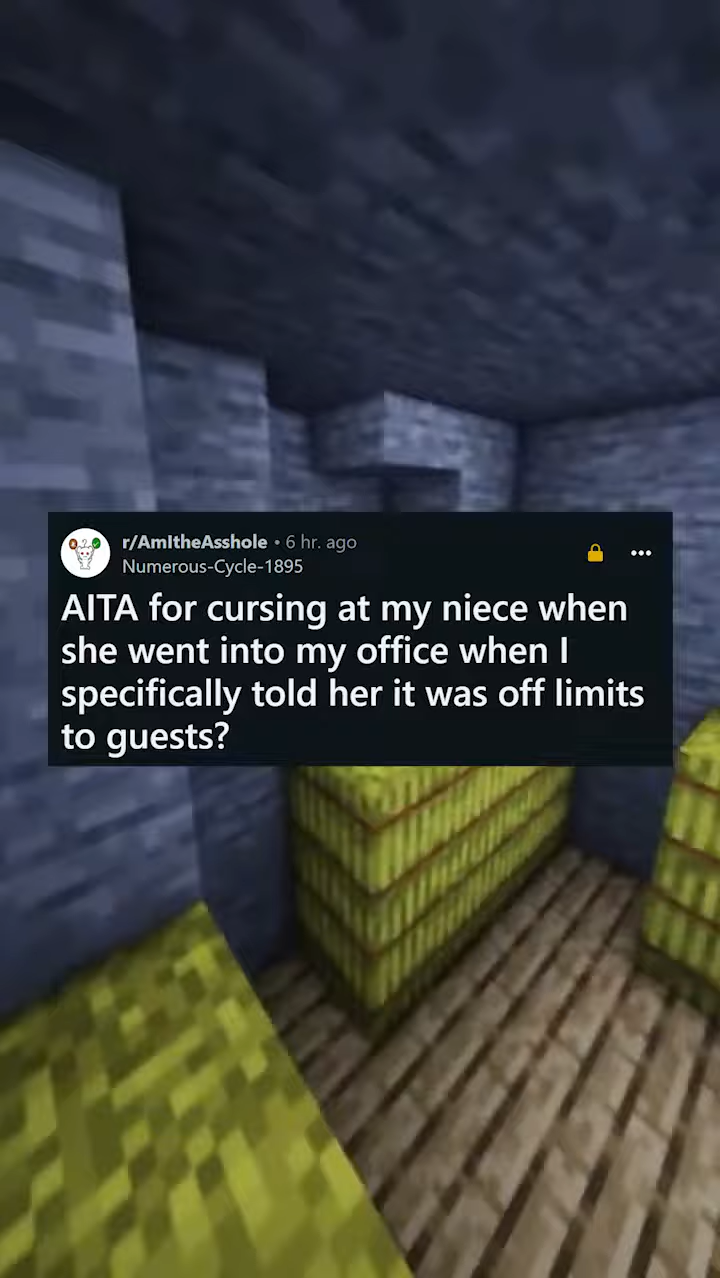 r/AmItheAsshole • 6 hr. ago
Numerous-Cycle-1895
AITA for cursing at my niece when
she went into my office when I
specifically told her it was off limits
to guests?